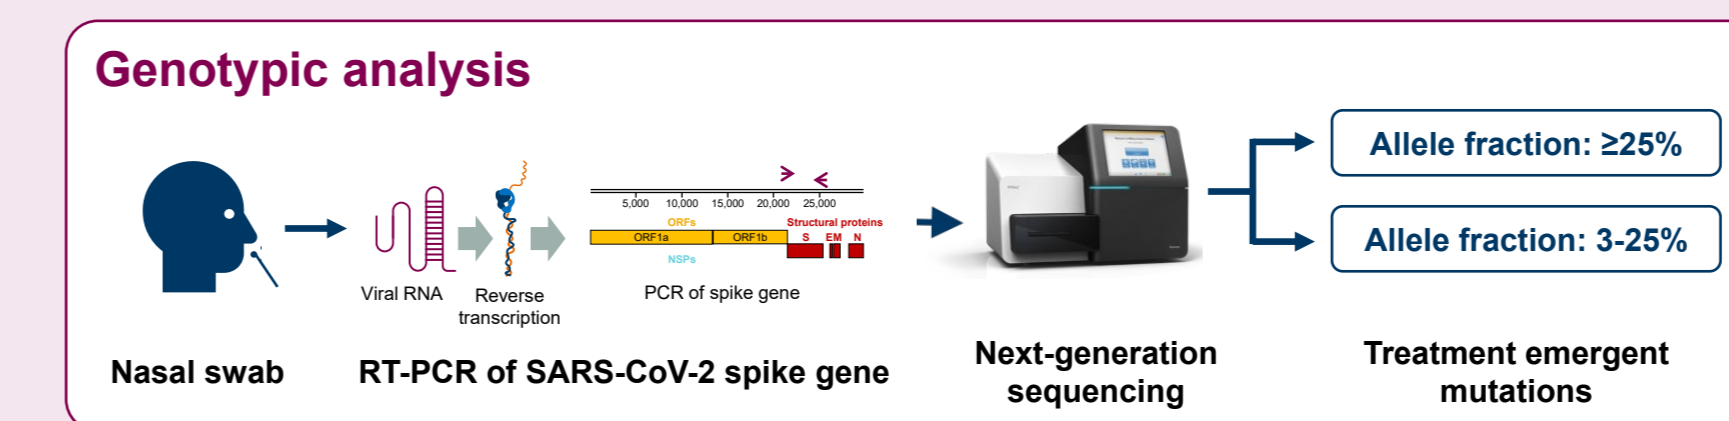 Genotypic analysis
Allele fraction: ≥25%
Allele fraction: 3-25%
5,000 10,000 15,000 20,000 25,000
ORFs
Structural proteins
ORF1a
ORF1b
S EM N
NSPs
Viral RNA
Reverse
transcription
PCR of spike gene
Nasal swab
RT-PCR of SARS-CoV-2 spike gene
Next-generation
sequencing
Treatment emergent
mutations